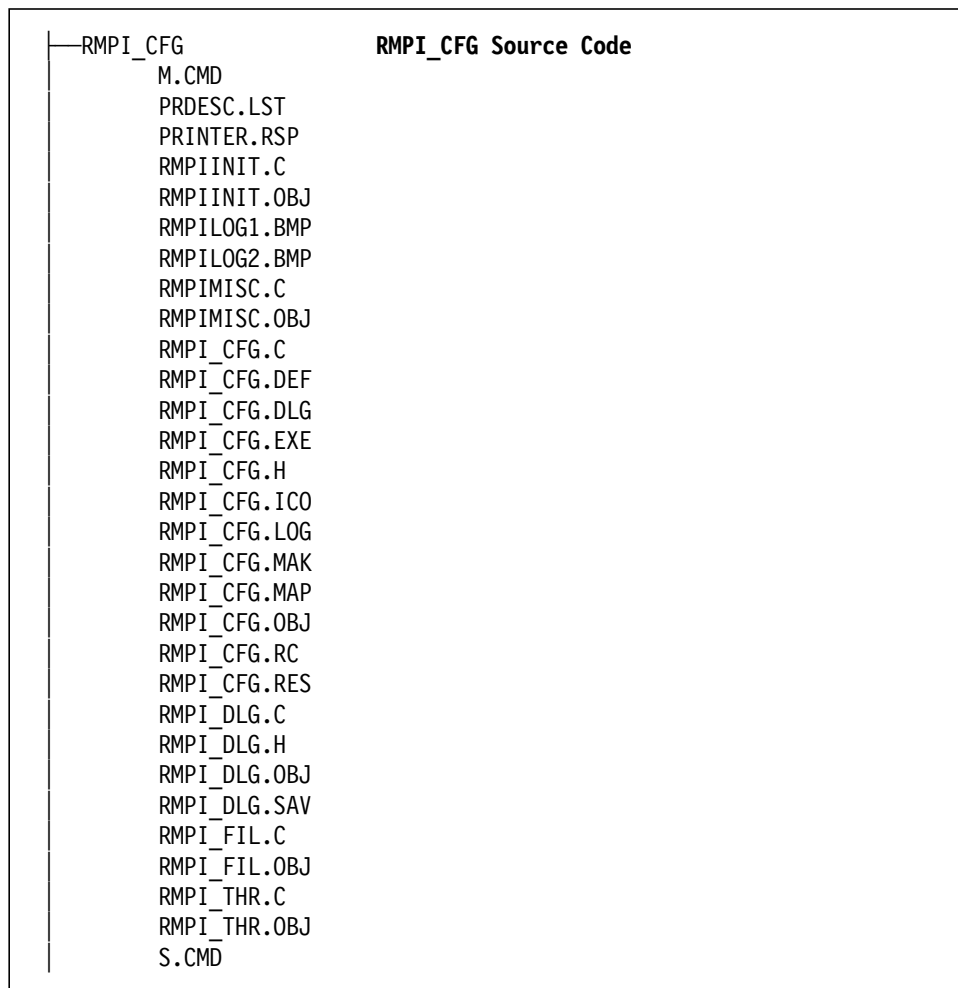 ├──RMPI_CFG                 RMPI_CFG Source Code
│       M.CMD
│       PRDESC.LST
│       PRINTER.RSP
│       RMPIINIT.C
│       RMPIINIT.OBJ
│       RMPILOG1.BMP
│       RMPILOG2.BMP
│       RMPIMISC.C
│       RMPIMISC.OBJ
│       RMPI_CFG.C
│       RMPI_CFG.DEF
│       RMPI_CFG.DLG
│       RMPI_CFG.EXE
│       RMPI_CFG.H
│       RMPI_CFG.ICO
│       RMPI_CFG.LOG
│       RMPI_CFG.MAK
│       RMPI_CFG.MAP
│       RMPI_CFG.OBJ
│       RMPI_CFG.RC
│       RMPI_CFG.RES
│       RMPI_DLG.C
│       RMPI_DLG.H
│       RMPI_DLG.OBJ
│       RMPI_DLG.SAV
│       RMPI_FIL.C
│       RMPI_FIL.OBJ
│       RMPI_THR.C
│       RMPI_THR.OBJ
│       S.CMD